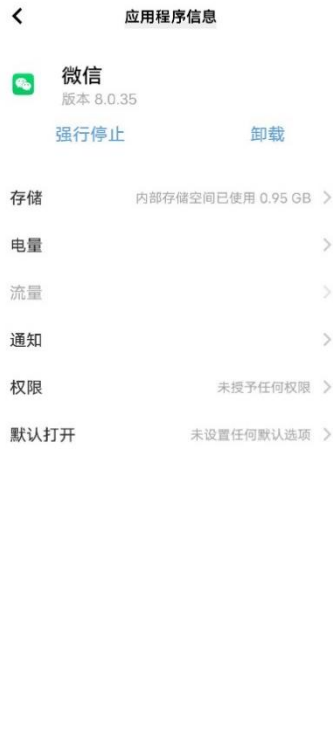 应用程序信息
微信
版本 8.0.35
强行停止 卸载
存储 内部存储空间已使用 0.95 GB
电量
流量
通知
权限 未授予任何权限
默认打开 未设置任何默认选项